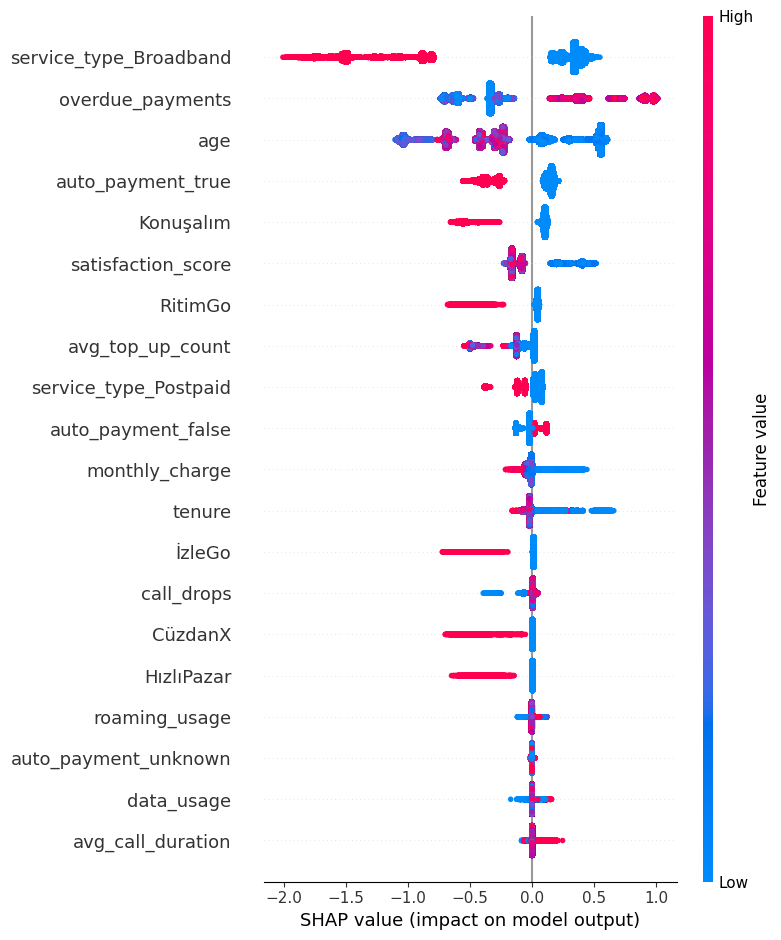 High
service_type_Broadband
overdue_payments
age
auto_payment_true
Konuşalım
satisfaction_score
RitimGo
avg_top_up_count
service_type_Postpaid
auto_payment_false
monthly_charge
tenure
İzleGo
call_drops
CüzdanX
HızlıPazar
roaming_usage
auto_payment_unknown
data_usage
avg_call_duration
Feature value
Low
−2.0 −1.5 −1.0 −0.5 0.0 0.5 1.0
SHAP value (impact on model output)